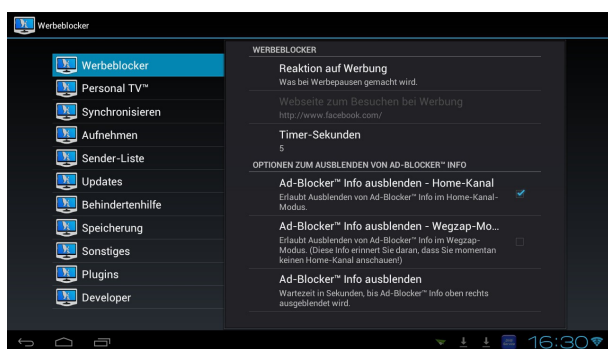 Werbeblocker
Werbeblocker
Personal TV™
Synchronisieren
Aufnehmen
Sender-Liste
Updates
Behindertenhilfe
Speicherung
Sonstiges
Plugins
Developer
WERBEBLOCKER
Reaktion auf Werbung
Was bei Werbepausen gemacht wird.
Webseite zum Besuchen bei Werbung
http://www.facebook.com/
Timer-Sekunden
5
OPTIONEN ZUM AUSBLENDEN VON AD-BLOCKER™ INFO
Ad-Blocker™ Info ausblenden - Home-Kanal
Erlaubt Ausblenden von Ad-Blocker™ Info im Home-Kanal-
Modus.
Ad-Blocker™ Info ausblenden - Wegzap-Mo...
Erlaubt Ausblenden von Ad-Blocker™ Info im Wegzap-
Modus. (Diese Info erinnert Sie daran, dass Sie momentan
keinen Home-Kanal anschauen!)
Ad-Blocker™ Info ausblenden
Wartezeit in Sekunden, bis Ad-Blocker™ Info oben rechts
ausgeblendet wird.
16:30